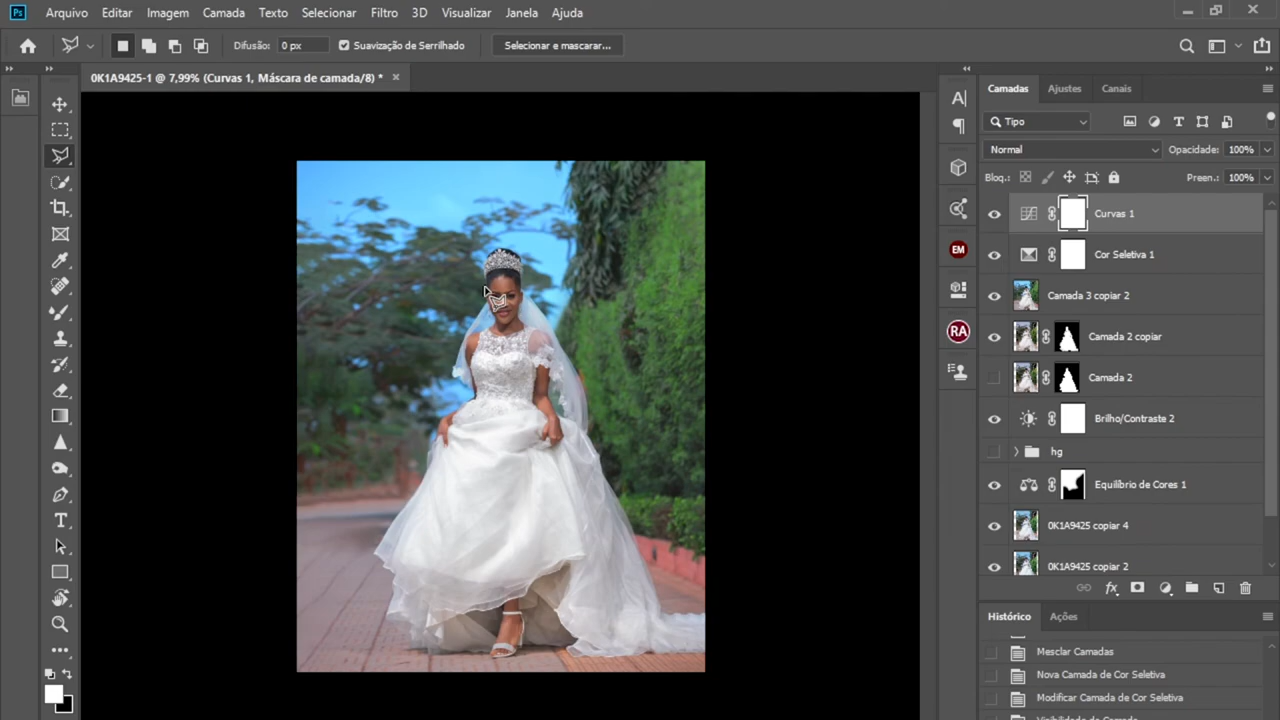 Ps Arquivo Editar Imagem Camada Texto Selecionar Filtro 3D Visualizar Janela Ajuda
Difusão: 0 px Suavização de Serrilhado Selecionar e mascarar...
0K1A9425-1 @ 7,99% (Curvas 1, Máscara de camada/8) *
Camadas Ajustes Canais
Tipo
Normal Opacidade: 100%
Bloq.: Preen.: 100%
Curvas 1
Cor Seletiva 1
Camada 3 copiar 2
EM
Camada 2 copiar
RA
Camada 2
Brilho/Contraste 2
hg
Equilíbrio de Cores 1
0K1A9425 copiar 4
0K1A9425 copiar 2
fx
Histórico Ações
Mesclar Camadas
Nova Camada de Cor Seletiva
Modificar Camada de Cor Seletiva